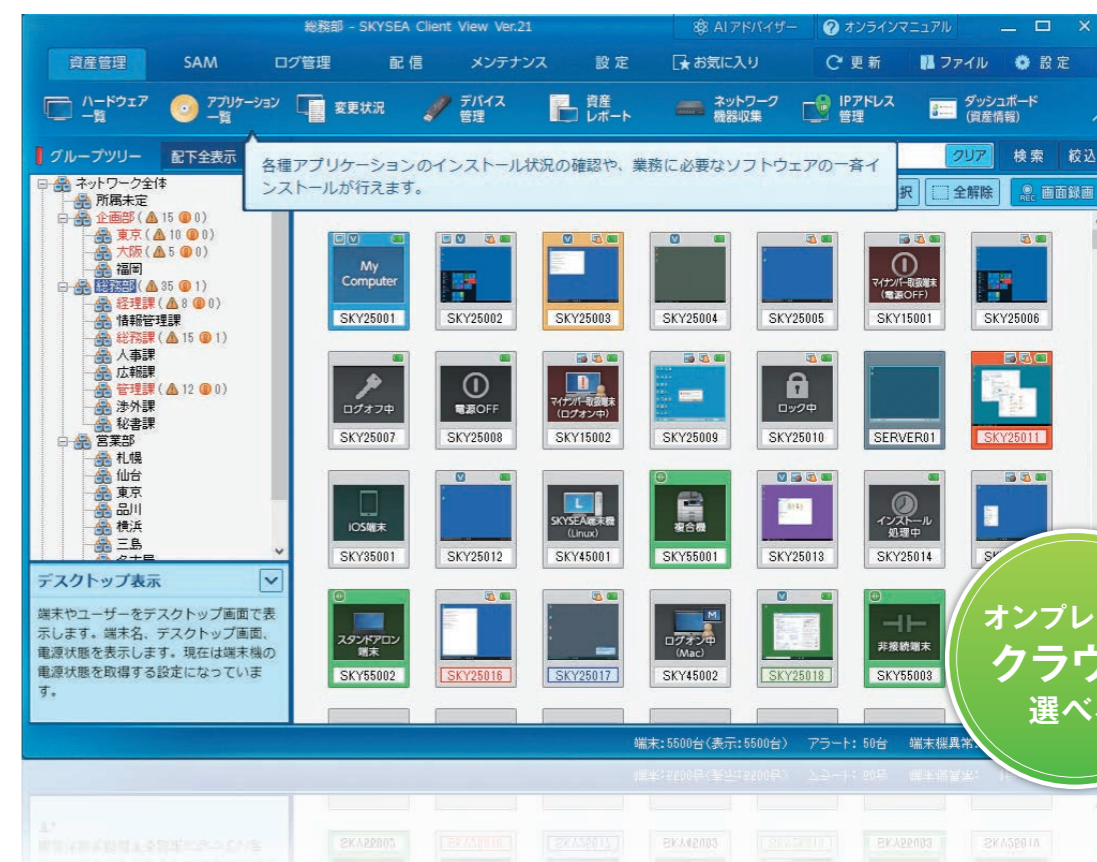 総務部 - SKYSEA Client View Ver.21
AIアドバイザー
オンラインマニュアル
資産管理
SAM
ログ管理
配信
メンテナンス
設定
お気に入り
更新
ファイル
設定
ハードウェア
一覧
アプリケーション
一覧
変更状況
デバイス
管理
資産
レポート
ネットワーク
機器収集
IPアドレス
管理
ダッシュボード
(資産情報)
グループツリー
配下全表示
クリア
検索
絞込
各種アプリケーションのインストール状況の確認や、業務に必要なソフトウェアの一斉イ
ンストールが行えます。
択
全解除
REC
画面録画
ネットワーク全体
所属未定
企画部(15 0)
東京(10 0)
大阪(5 0)
福岡
総務部(35 1)
経理課(8 0)
情報管理課
総務課(15 1)
人事課
広報課
管理課(12 0)
渉外課
秘書課
営業部
札幌
仙台
東京
品川
横浜
三島
デスクトップ表示
端末やユーザーをデスクトップ画面で表
示します。端末名、デスクトップ画面、
電源状態を表示します。現在は端末機の
電源状態を取得する設定になっていま
す。
My
Computer
SKY25001
SKY25002
SKY25003
SKY25004
SKY25005
マイナンバー取扱端末
(電源OFF)
SKY15001
SKY25006
ログオフ中
SKY25007
電源OFF
SKY25008
マイナンバー取扱端末
(ログオン中)
SKY15002
SKY25009
ロック中
SKY25010
SERVER01
SKY25011
iOS端末
SKY35001
SKY25012
SKYSEA端末機
(Linux)
SKY45001
複合機
SKY55001
SKY25013
インストール
処理中
SKY25014
スタンドアロン
端末
SKY55002
SKY25016
SKY25017
ログオン中
(Mac)
SKY45002
SKY25018
非接続端末
SKY55003
オンプレ
クラウ
選べ
端末:5500台(表示:5500台)
アラート: 50台
端末機異常: